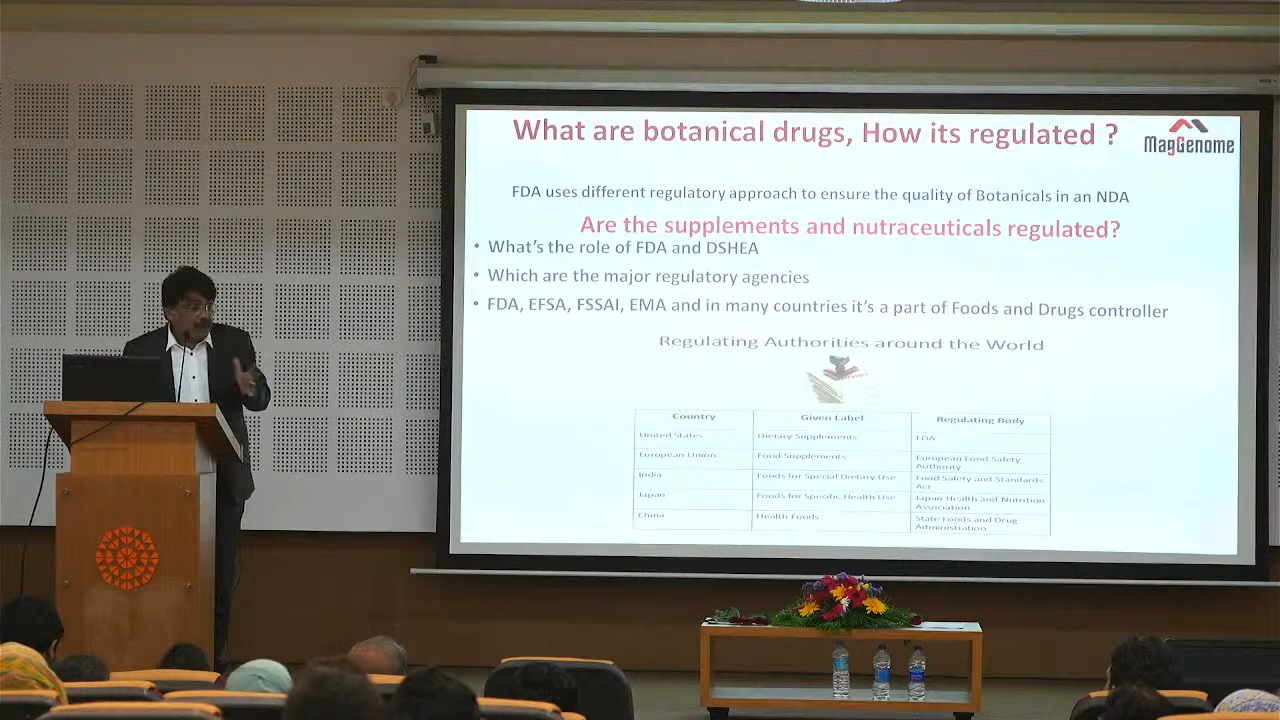 What are botanical drugs, How its regulated ?
MagGenome
FDA uses different regulatory approach to ensure the quality of Botanicals in an NDA
Are the supplements and nutraceuticals regulated?
• What's the role of FDA and DSHEA
• Which are the major regulatory agencies
• FDA, EFSA, FSSAI, EMA and in many countries it's a part of Foods and Drugs controller
Regulating Authorities around the World
Country Given Label Regulating Body
United States Dietary Supplements FDA
European Union Food Supplements European Food Safety
Authority
India Foods for Special Dietary Use Food Safety and Standards
Act
Japan Foods for Specific Health Use Japan Health and Nutrition
Association
China Health Foods State Foods and Drug
Administration